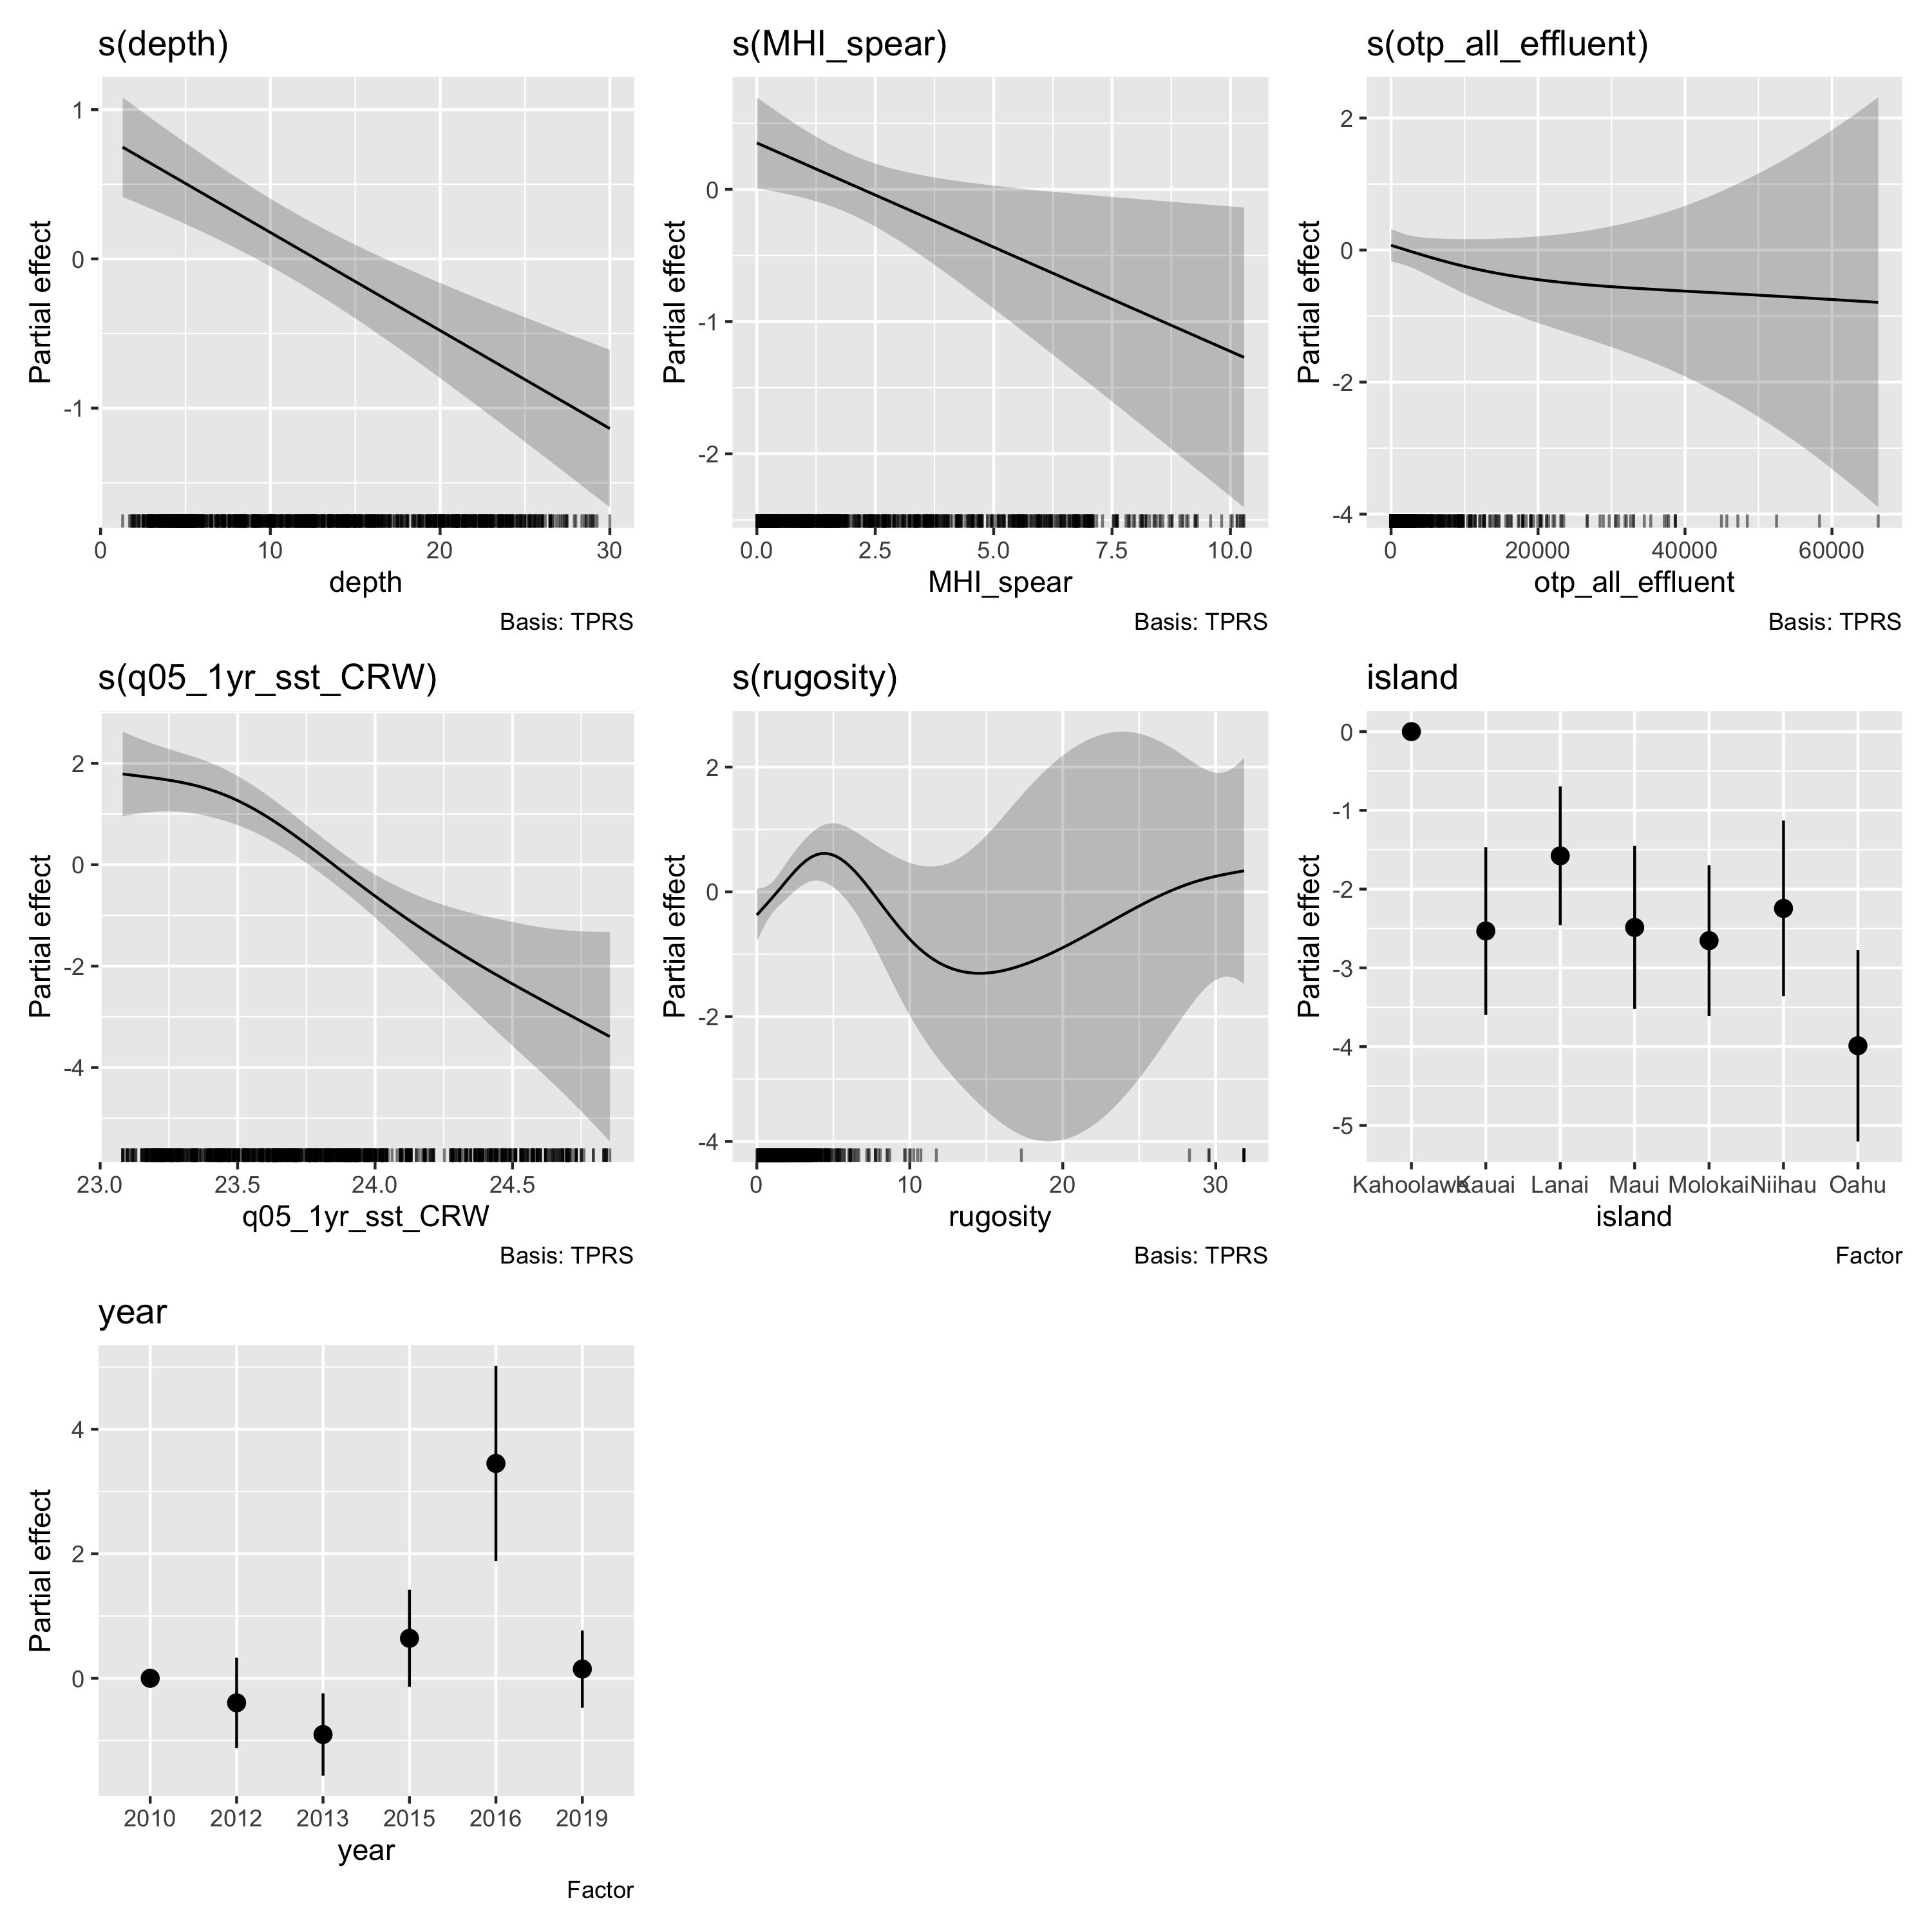 s(depth)
Partial effect
1
0
-1
0 10 20 30
depth
Basis: TPRS
s(MHI_spear)
Partial effect
0
-1
-2
0.0 2.5 5.0 7.5 10.0
MHI_spear
Basis: TPRS
s(otp_all_effluent)
Partial effect
2
0
-2
-4
0 20000 40000 60000
otp_all_effluent
Basis: TPRS
s(q05_1yr_sst_CRW)
Partial effect
2
0
-2
-4
23.0 23.5 24.0 24.5
q05_1yr_sst_CRW
Basis: TPRS
s(rugosity)
Partial effect
2
0
-2
-4
0 10 20 30
rugosity
Basis: TPRS
island
Partial effect
0
-1
-2
-3
-4
-5
Kahoolawe Kauai Lanai Maui Molokai Niihau Oahu
island
Factor
year
Partial effect
4
2
0
2010 2012 2013 2015 2016 2019
year
Factor